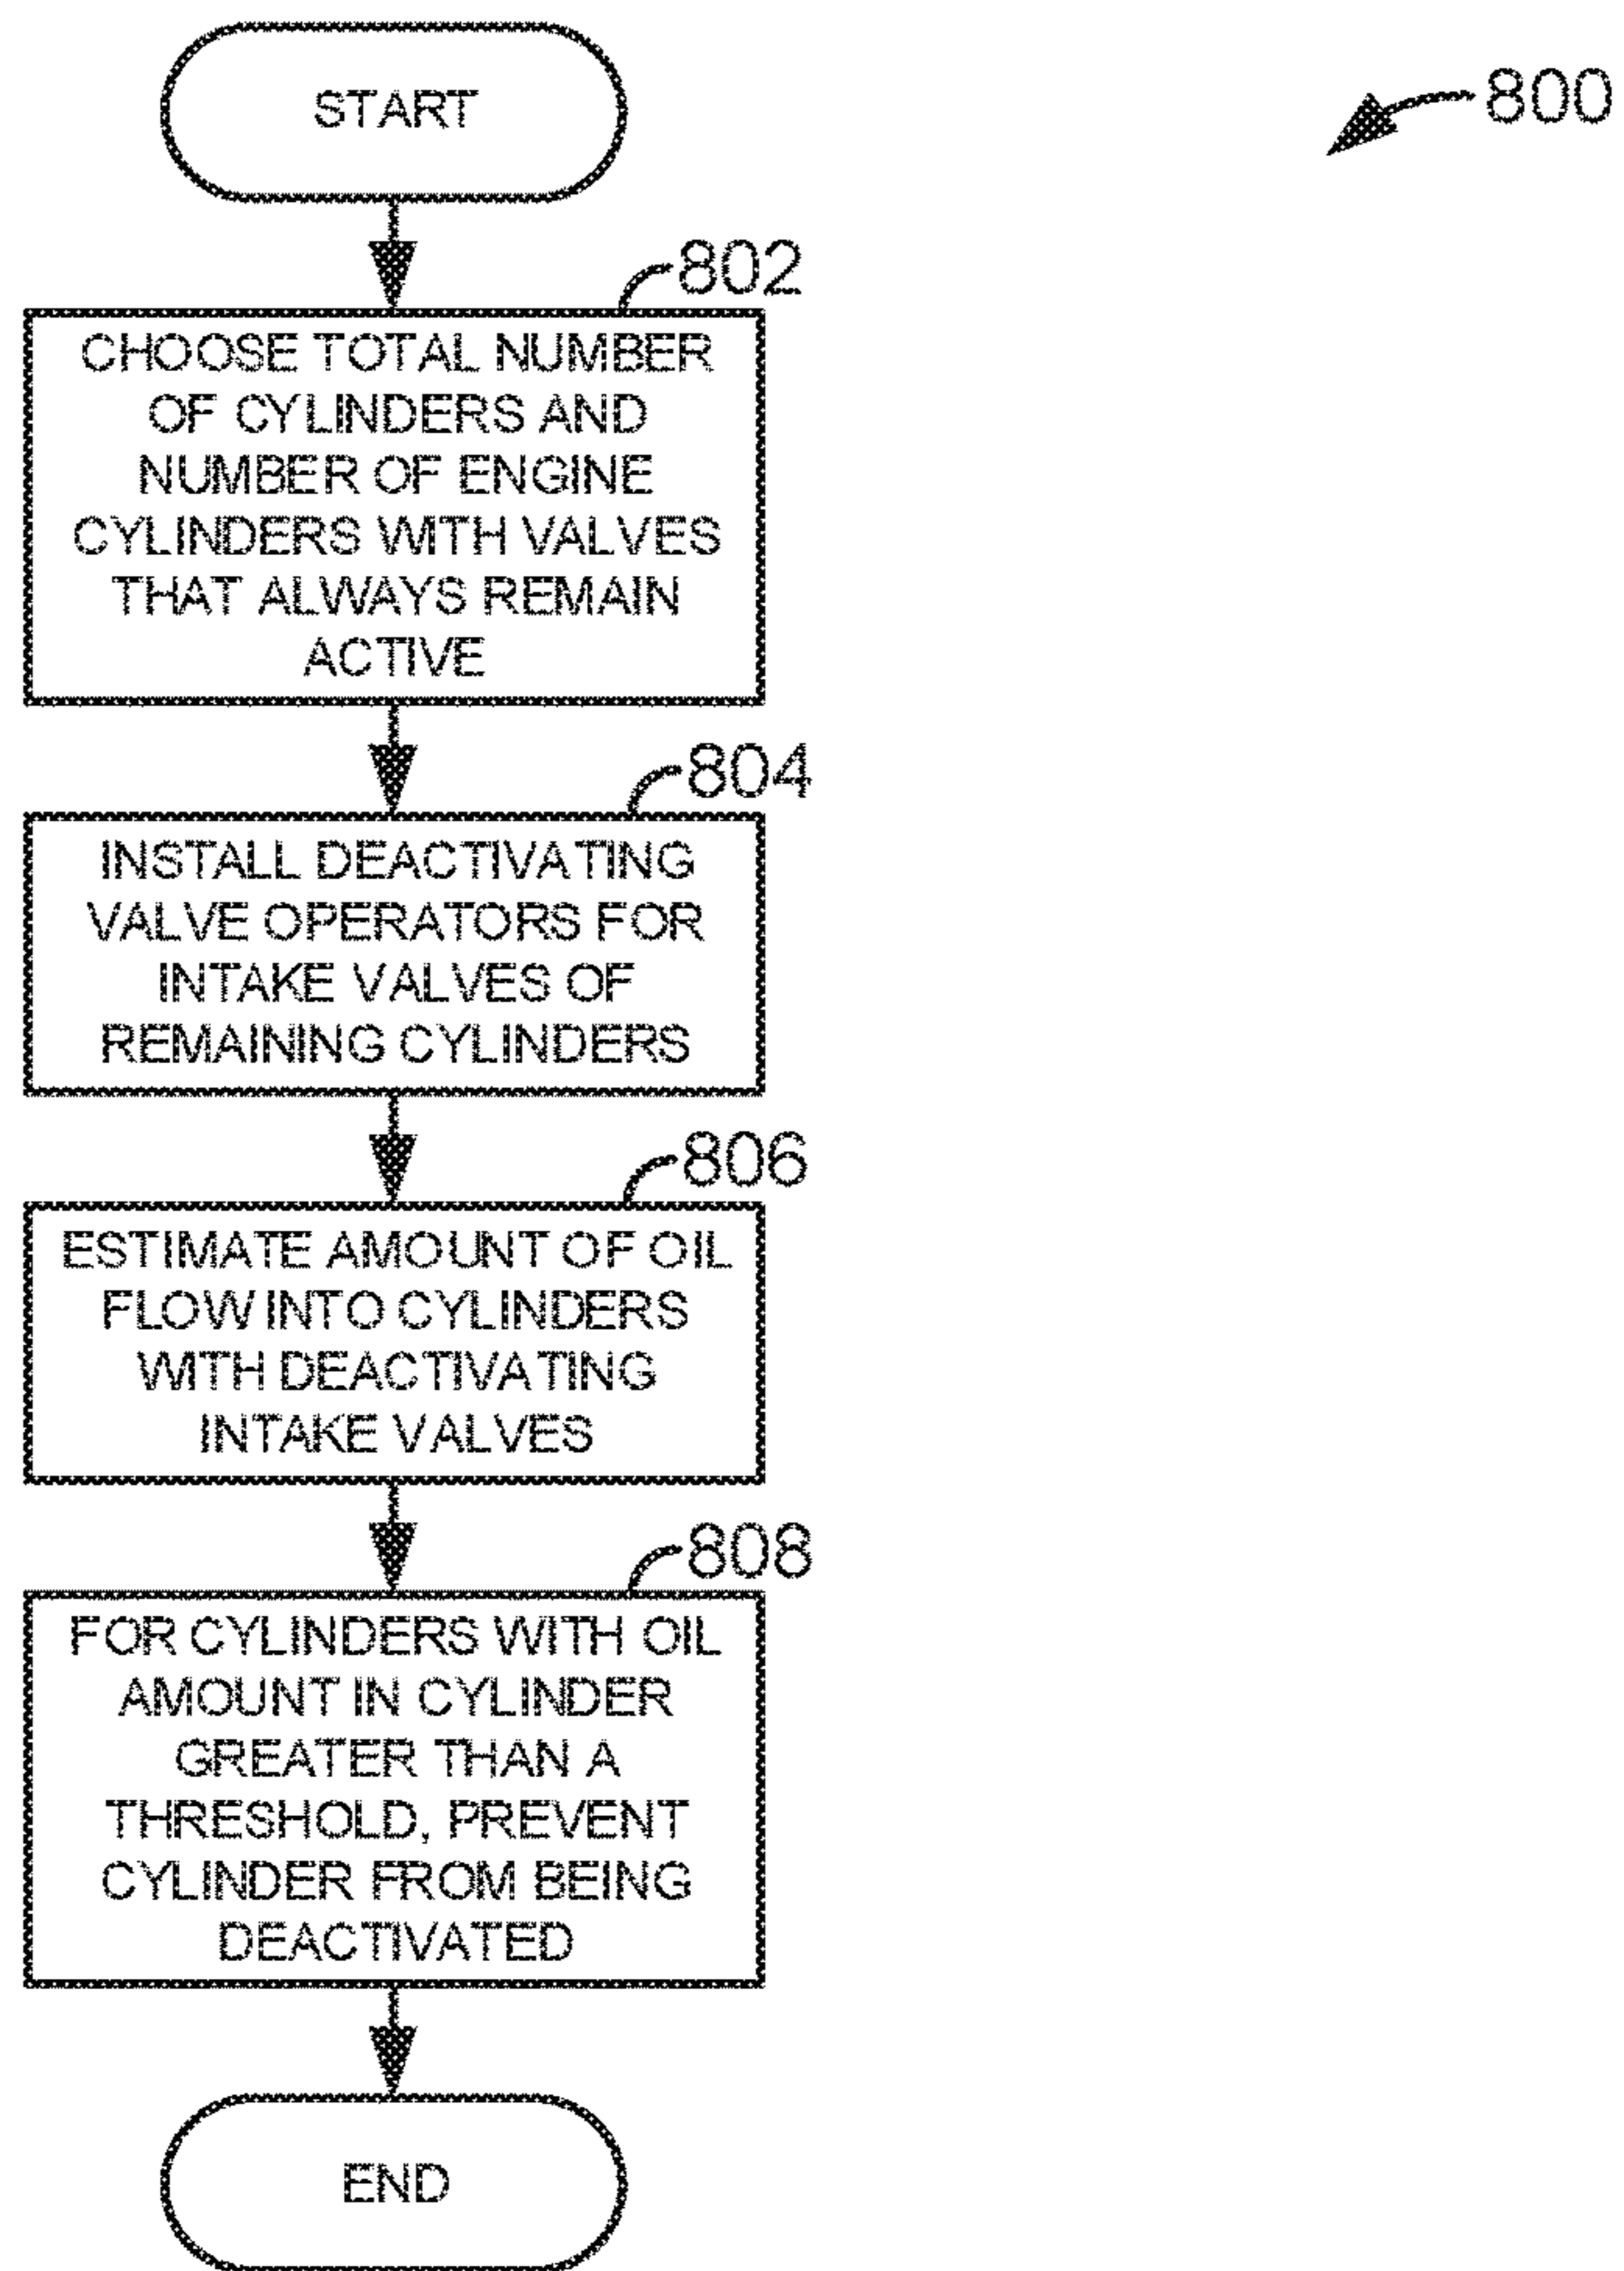 START
800
802
CHOOSE TOTAL NUMBER
OF CYLINDERS AND
NUMBER OF ENGINE
CYLINDERS WITH VALVES
THAT ALWAYS REMAIN
ACTIVE
804
INSTALL DEACTIVATING
VALVE OPERATORS FOR
INTAKE VALVES OF
REMAINING CYLINDERS
806
ESTIMATE AMOUNT OF OIL
FLOW INTO CYLINDERS
WITH DEACTIVATING
INTAKE VALVES
808
FOR CYLINDERS WITH OIL
AMOUNT IN CYLINDER
GREATER THAN A
THRESHOLD, PREVENT
CYLINDER FROM BEING
DEACTIVATED
END